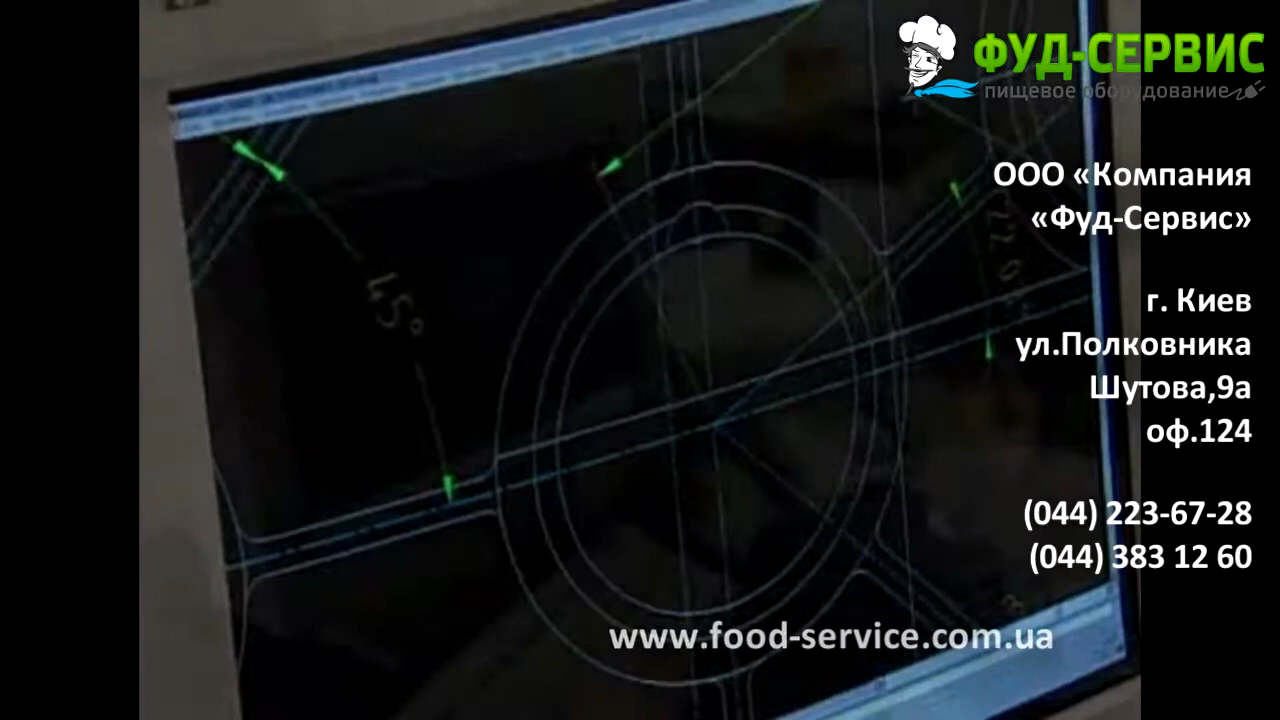 ФУД-СЕРВИС
пищевое оборудование
ООО «Компания
«Фуд-Сервис»
г. Киев
ул.Полковника
Шутова,9а
оф.124
(044) 223-67-28
(044) 383 12 60
www.food-service.com.ua
45°